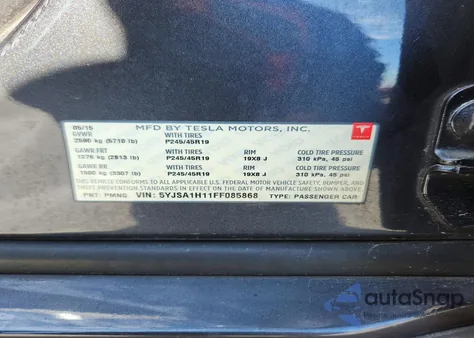 05/15 MFD BY TESLA MOTORS, INC. TESLA
GVWR WITH TIRES
2590 kg (5710 lb) P245/45R19
GAWR FRT WITH TIRES RIM COLD TIRE PRESSURE
1276 kg (2813 lb) P245/45R19 19X8 J 310 kPa, 45 psi
GAWR RR WITH TIRES RIM COLD TIRE PRESSURE
1500 kg (3307 lb) P245/45R19 19X8 J 310 kPa, 45 psi
THIS VEHICLE CONFORMS TO ALL APPLICABLE U.S. FEDERAL MOTOR VEHICLE SAFETY, BUMPER, AND
THEFT PREVENTION STANDARDS IN EFFECT ON THE DATE OF MANUFACTURE SHOWN ABOVE.
PNT: PMNG VIN: 5YJSA1H11FF085868 TYPE: PASSENGER CAR
autoSnap